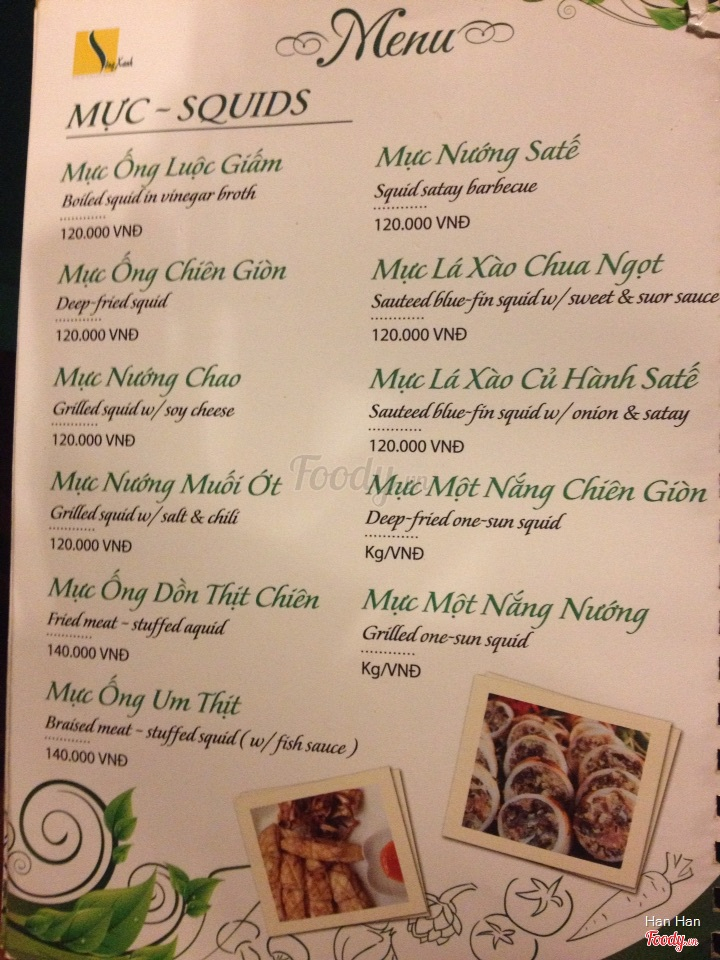 Menu
MỰC ~ SQUIDS
Mực Ống Luộc Giấm
Boiled squid in vinegar broth
120.000 VNĐ
Mực Ống Chiên Giòn
Deep-fried squid
120.000 VNĐ
Mực Nướng Chao
Grilled squid w/ soy cheese
120.000 VNĐ
Mực Nướng Muối Ớt
Grilled squid w/ salt & chili
120.000 VNĐ
Mực Ống Dồn Thịt Chiên
Fried meat - stuffed aquid
140.000 VNĐ
Mực Ống Um Thịt
Braised meat - stuffed squid ( w/ fish sauce )
140.000 VNĐ
Mực Nướng Satế
Squid satay barbecue
120.000 VNĐ
Mực Lá Xào Chua Ngọt
Sauteed blue-fin squid w/ sweet & suor sauce
120.000 VNĐ
Mực Lá Xào Củ Hành Satế
Sauteed blue-fin squid w/ onion & satay
120.000 VNĐ
Mực Một Nắng Chiên Giòn
Deep-fried one-sun squid
Kg/VNĐ
Mực Một Nắng Nướng
Grilled one-sun squid
Kg/VNĐ
Foody.vn
Han Han
Foody.vn